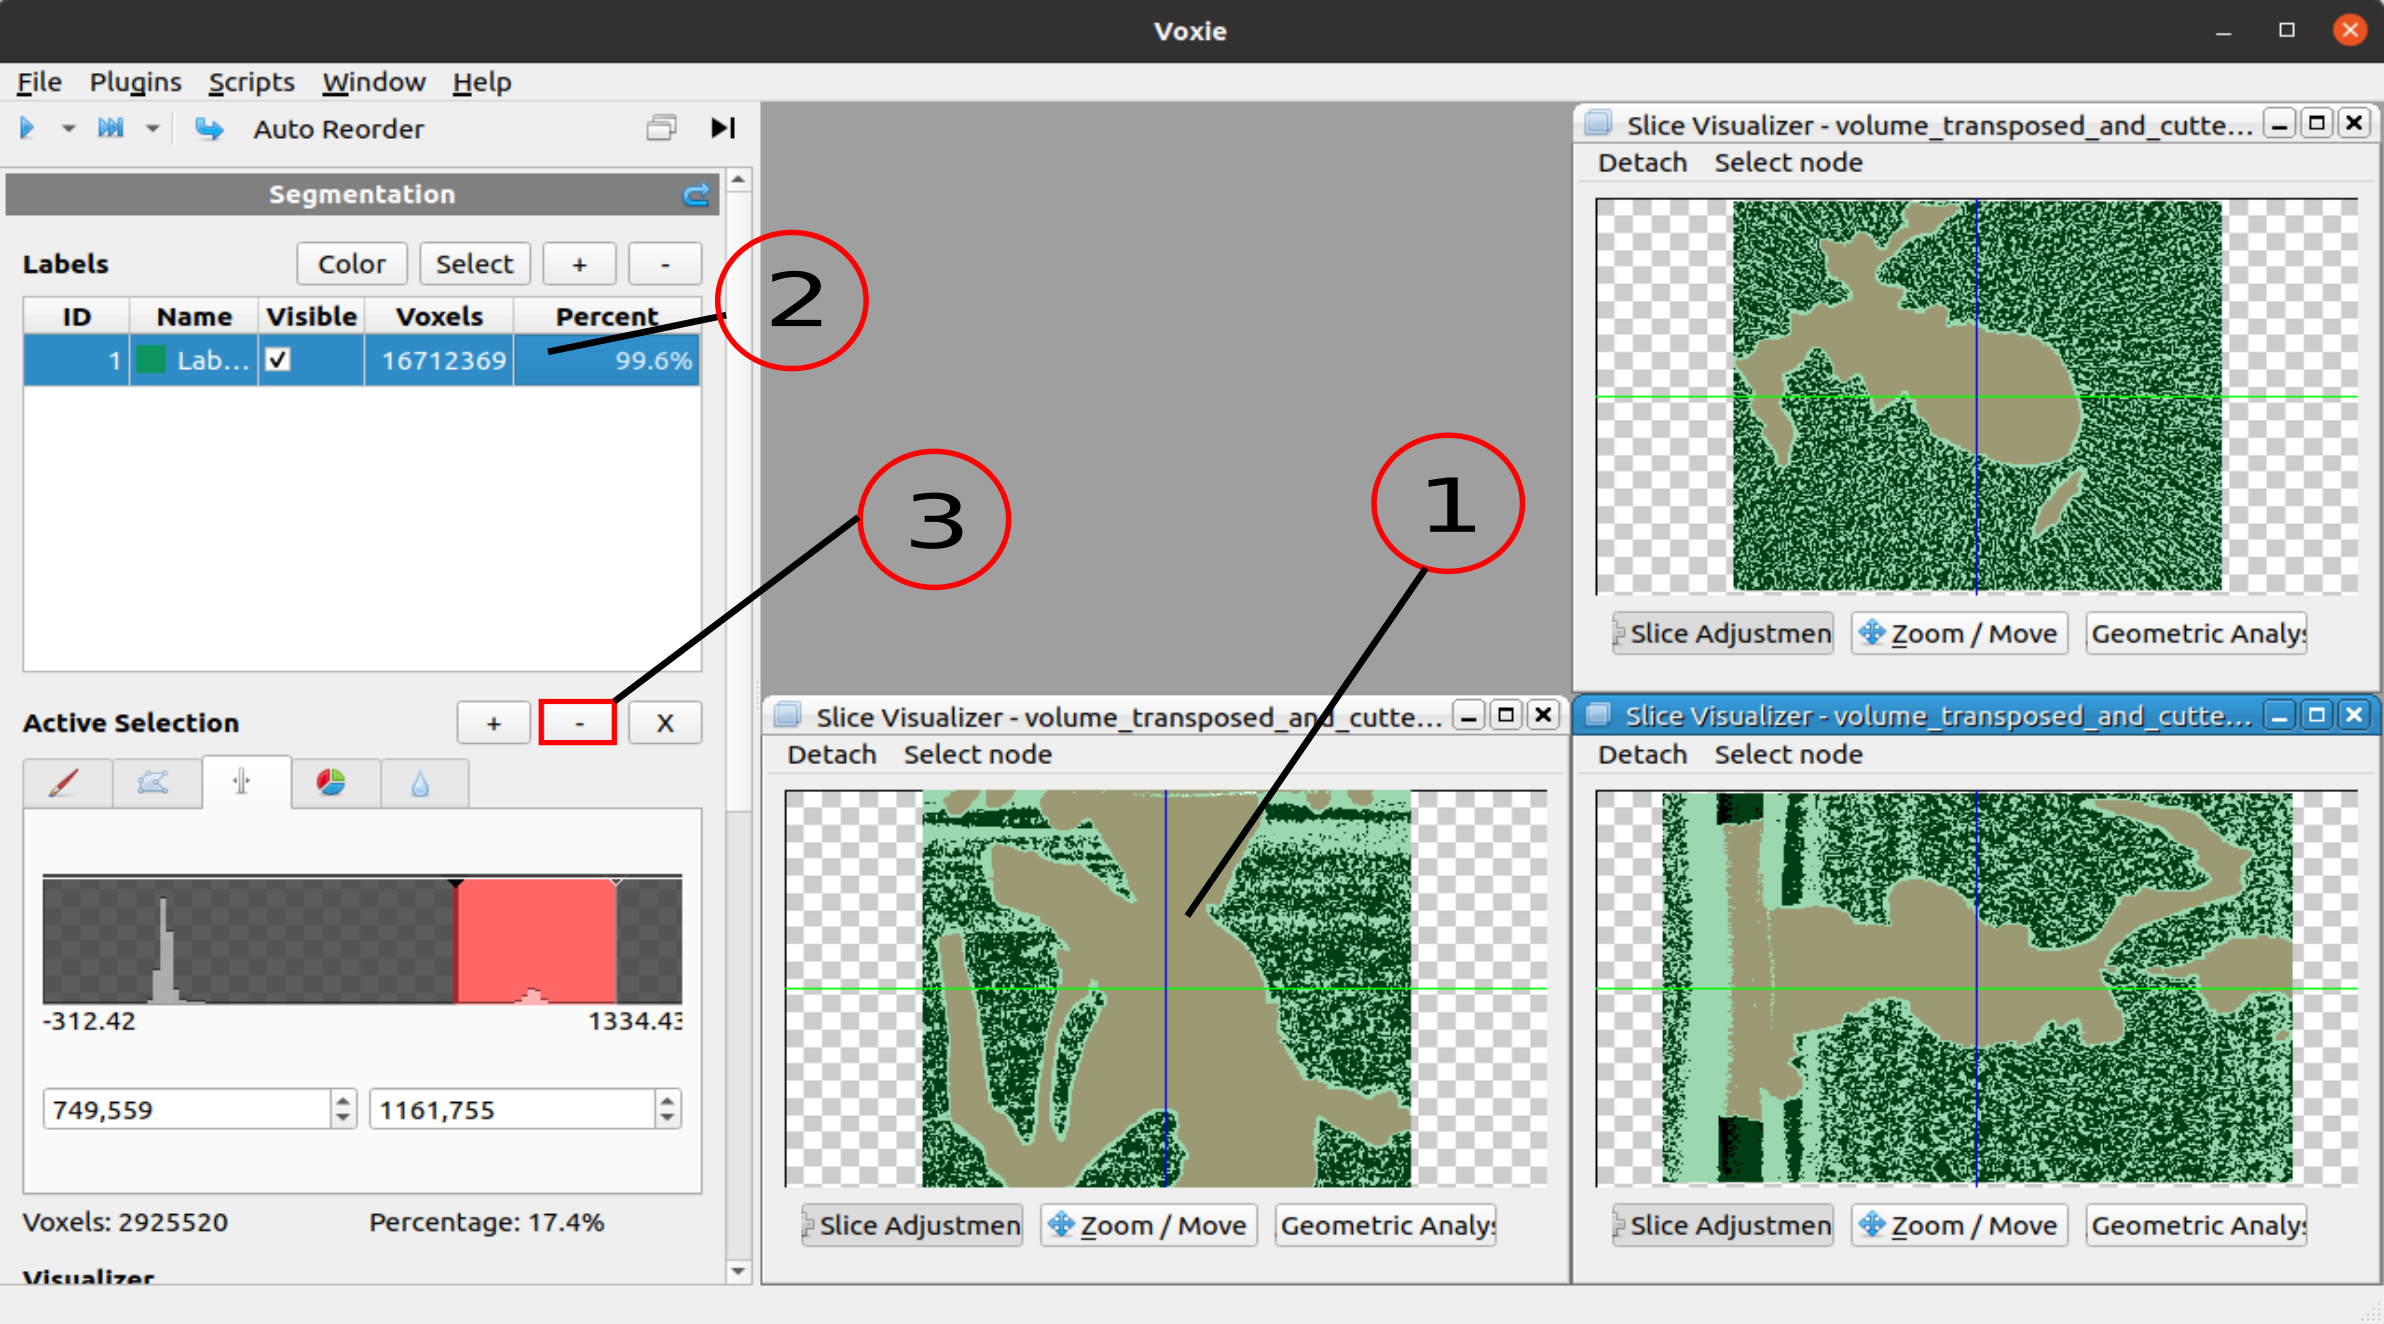 Voxie
File Plugins Scripts Window Help
Auto Reorder
Segmentation
Labels Color Select + -
ID Name Visible Voxels Percent
1 Lab... 16712369 99.6%
2
3
1
Active Selection + - X
-312.42 1334.43
749,559 1161,755
Voxels: 2925520 Percentage: 17.4%
Visualizer
Slice Visualizer - volume_transposed_and_cutte...
Detach Select node
Slice Adjustmen Zoom / Move Geometric Analys
Slice Visualizer - volume_transposed_and_cutte...
Detach Select node
Slice Adjustmen Zoom / Move Geometric Analys
Slice Visualizer - volume_transposed_and_cutte...
Detach Select node
Slice Adjustmen Zoom / Move Geometric Analys